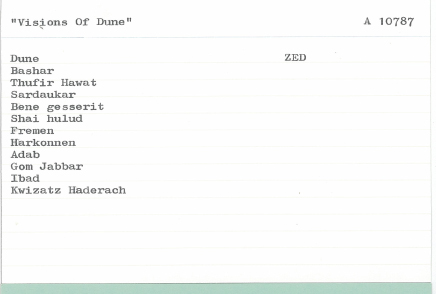 "Visions Of Dune" A 10787
Dune ZED
Bashar
Thufir Hawat
Sardaukar
Bene gesserit
Shai hulud
Fremen
Harkonnen
Adab
Gom Jabbar
Ibad
Kwizatz Haderach